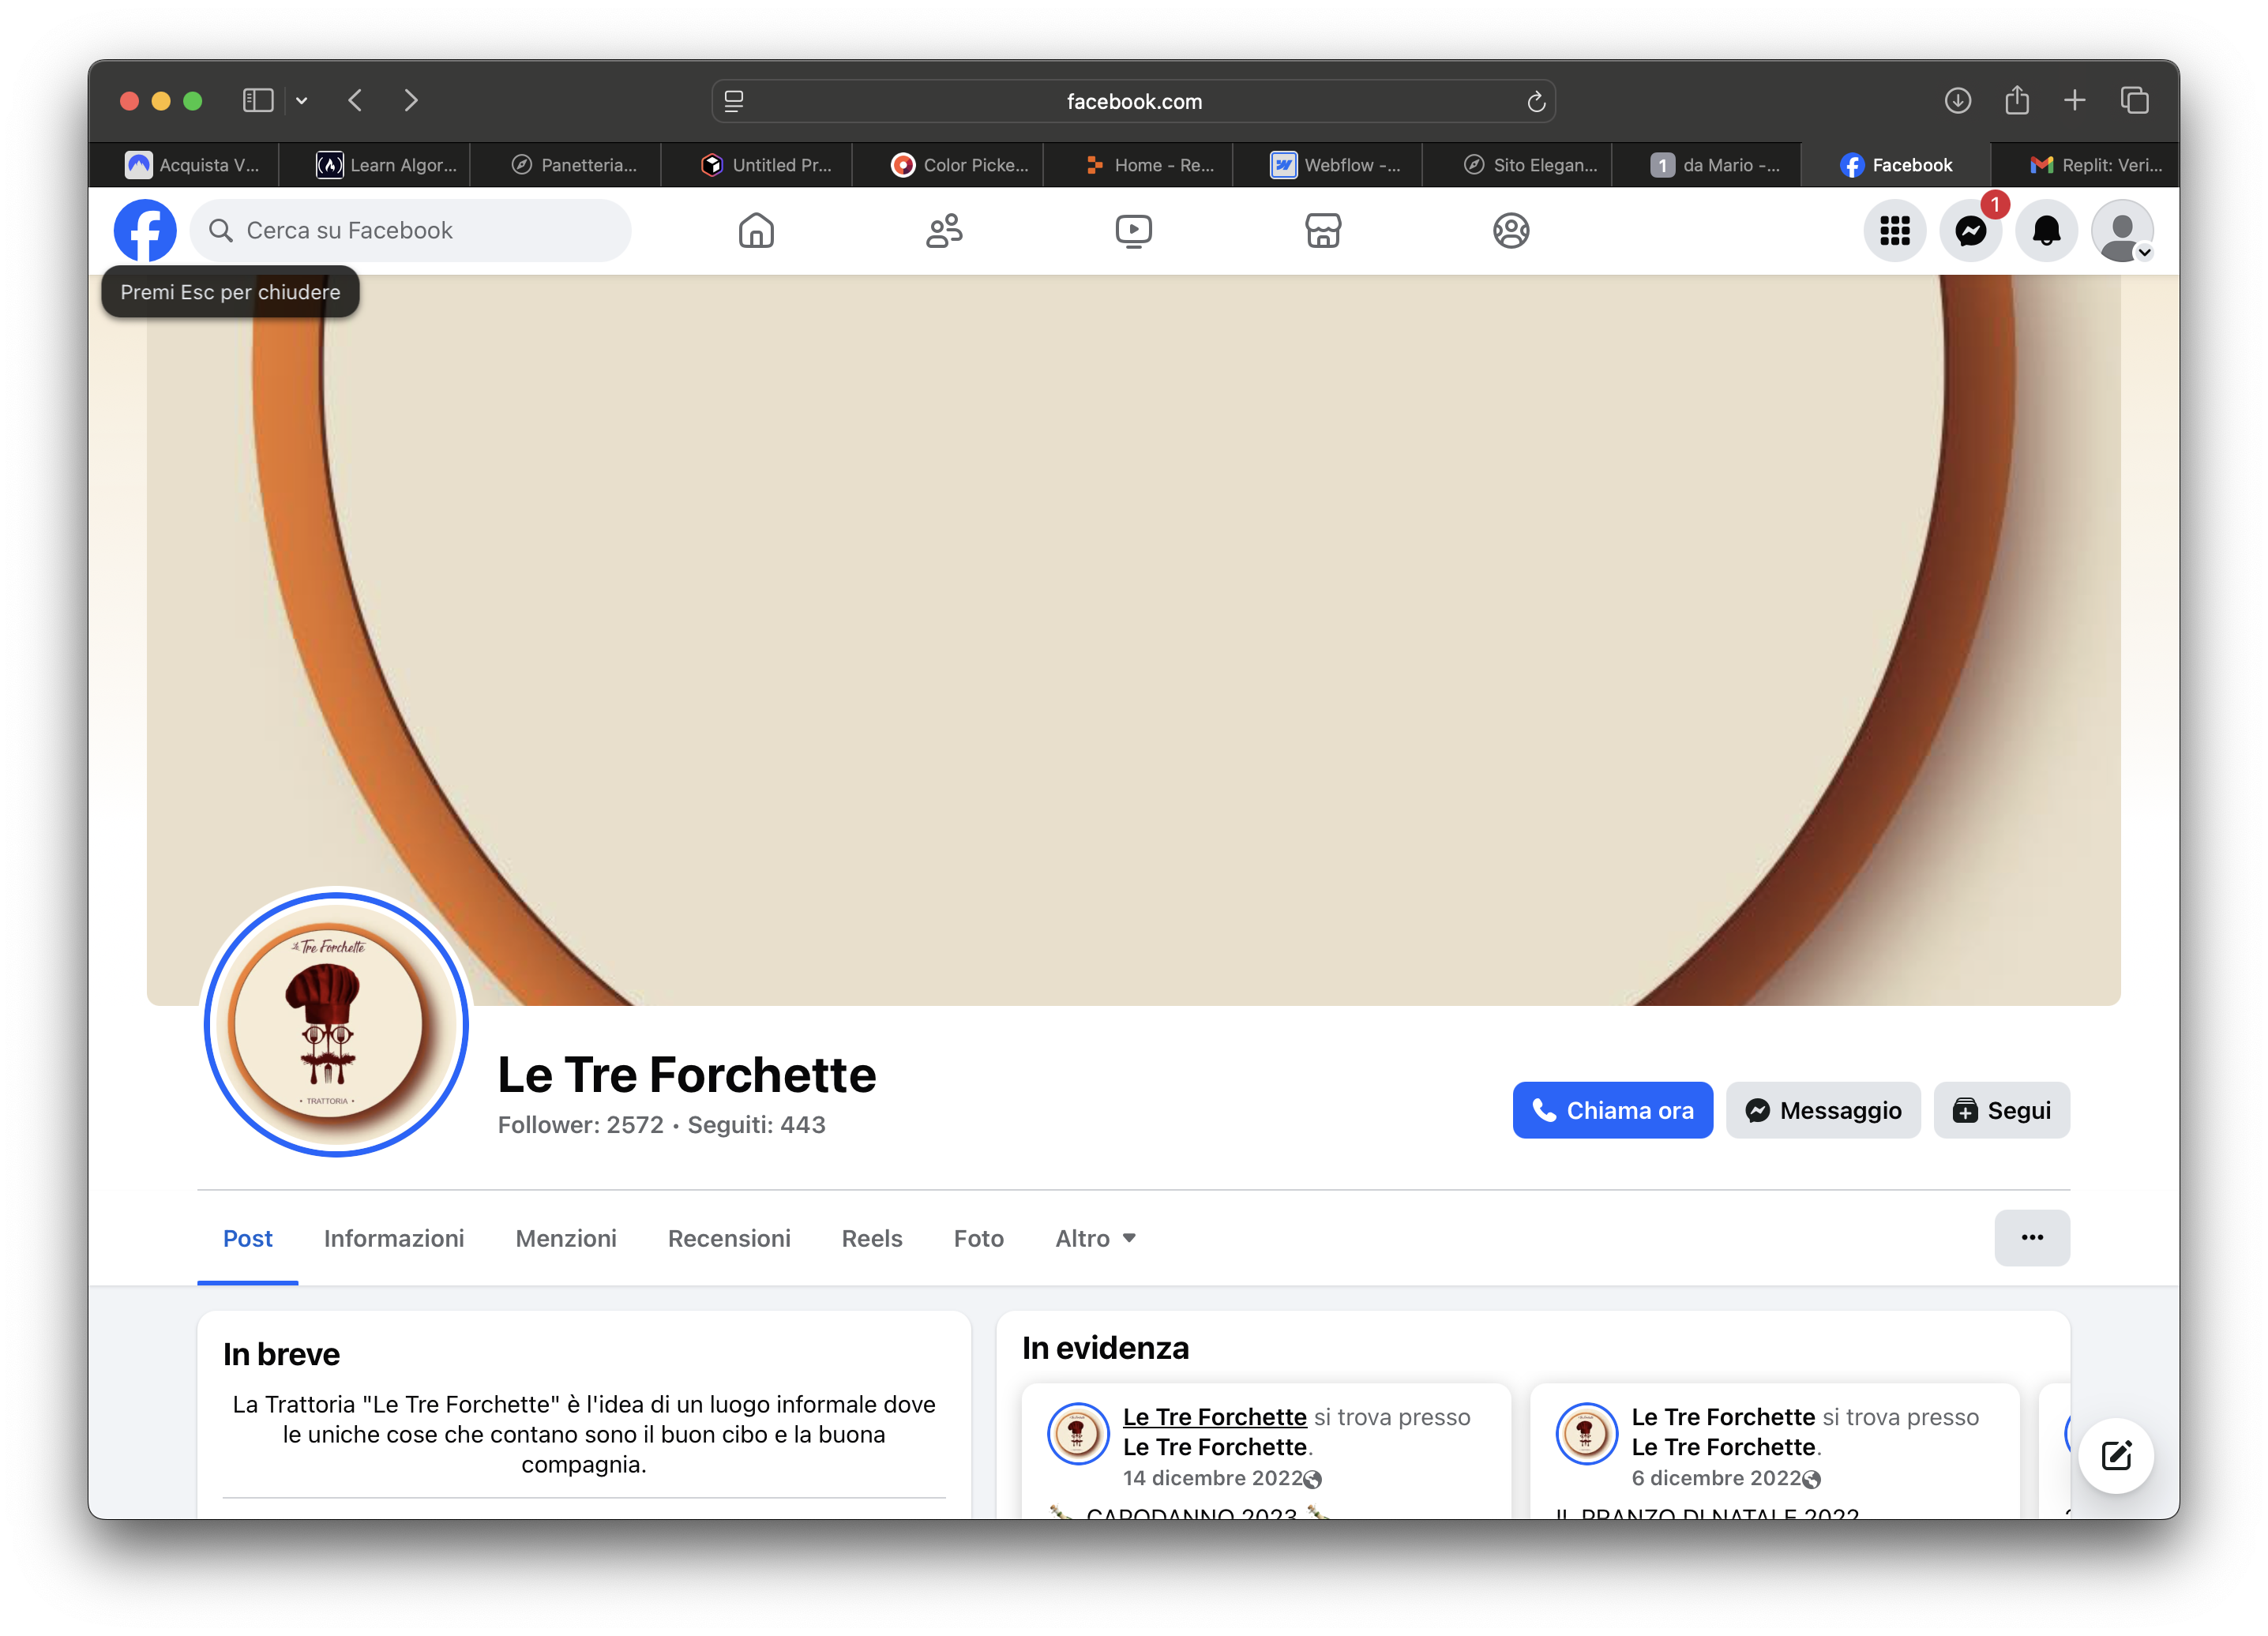 facebook.com
Acquista V...
Learn Algor...
Panetteria...
Untitled Pr...
Color Picke...
Home - Re...
Webflow -...
Sito Elegan...
1 da Mario -...
Facebook
Replit: Veri...
Cerca su Facebook
1
Premi Esc per chiudere
Le Tre Forchette
• TRATTORIA •
Le Tre Forchette
Follower: 2572 • Seguiti: 443
Chiama ora
Messaggio
Segui
Post
Informazioni
Menzioni
Recensioni
Reels
Foto
Altro
In breve
La Trattoria "Le Tre Forchette" è l'idea di un luogo informale dove
le uniche cose che contano sono il buon cibo e la buona
compagnia.
In evidenza
Le Tre Forchette si trova presso
Le Tre Forchette.
14 dicembre 2022
CAPODANNO 2023
Le Tre Forchette si trova presso
Le Tre Forchette.
6 dicembre 2022
IL PRANZO DI NATALE 2022